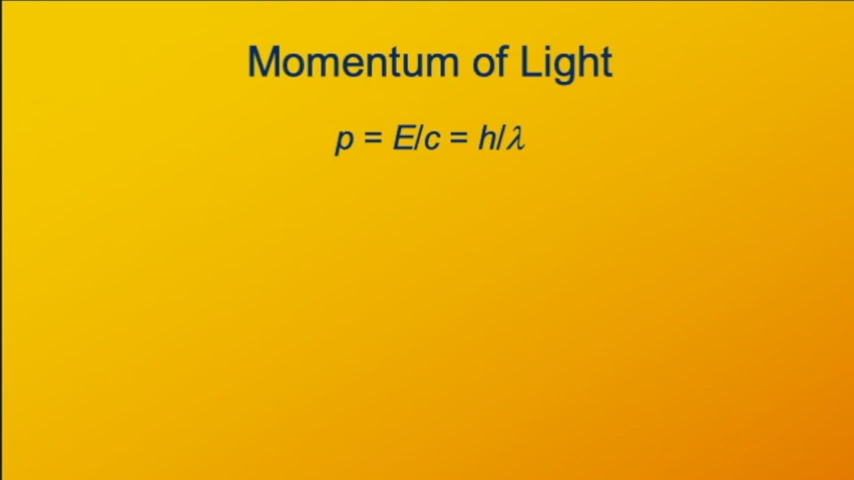 Momentum of Light
p = E/c = h/λ